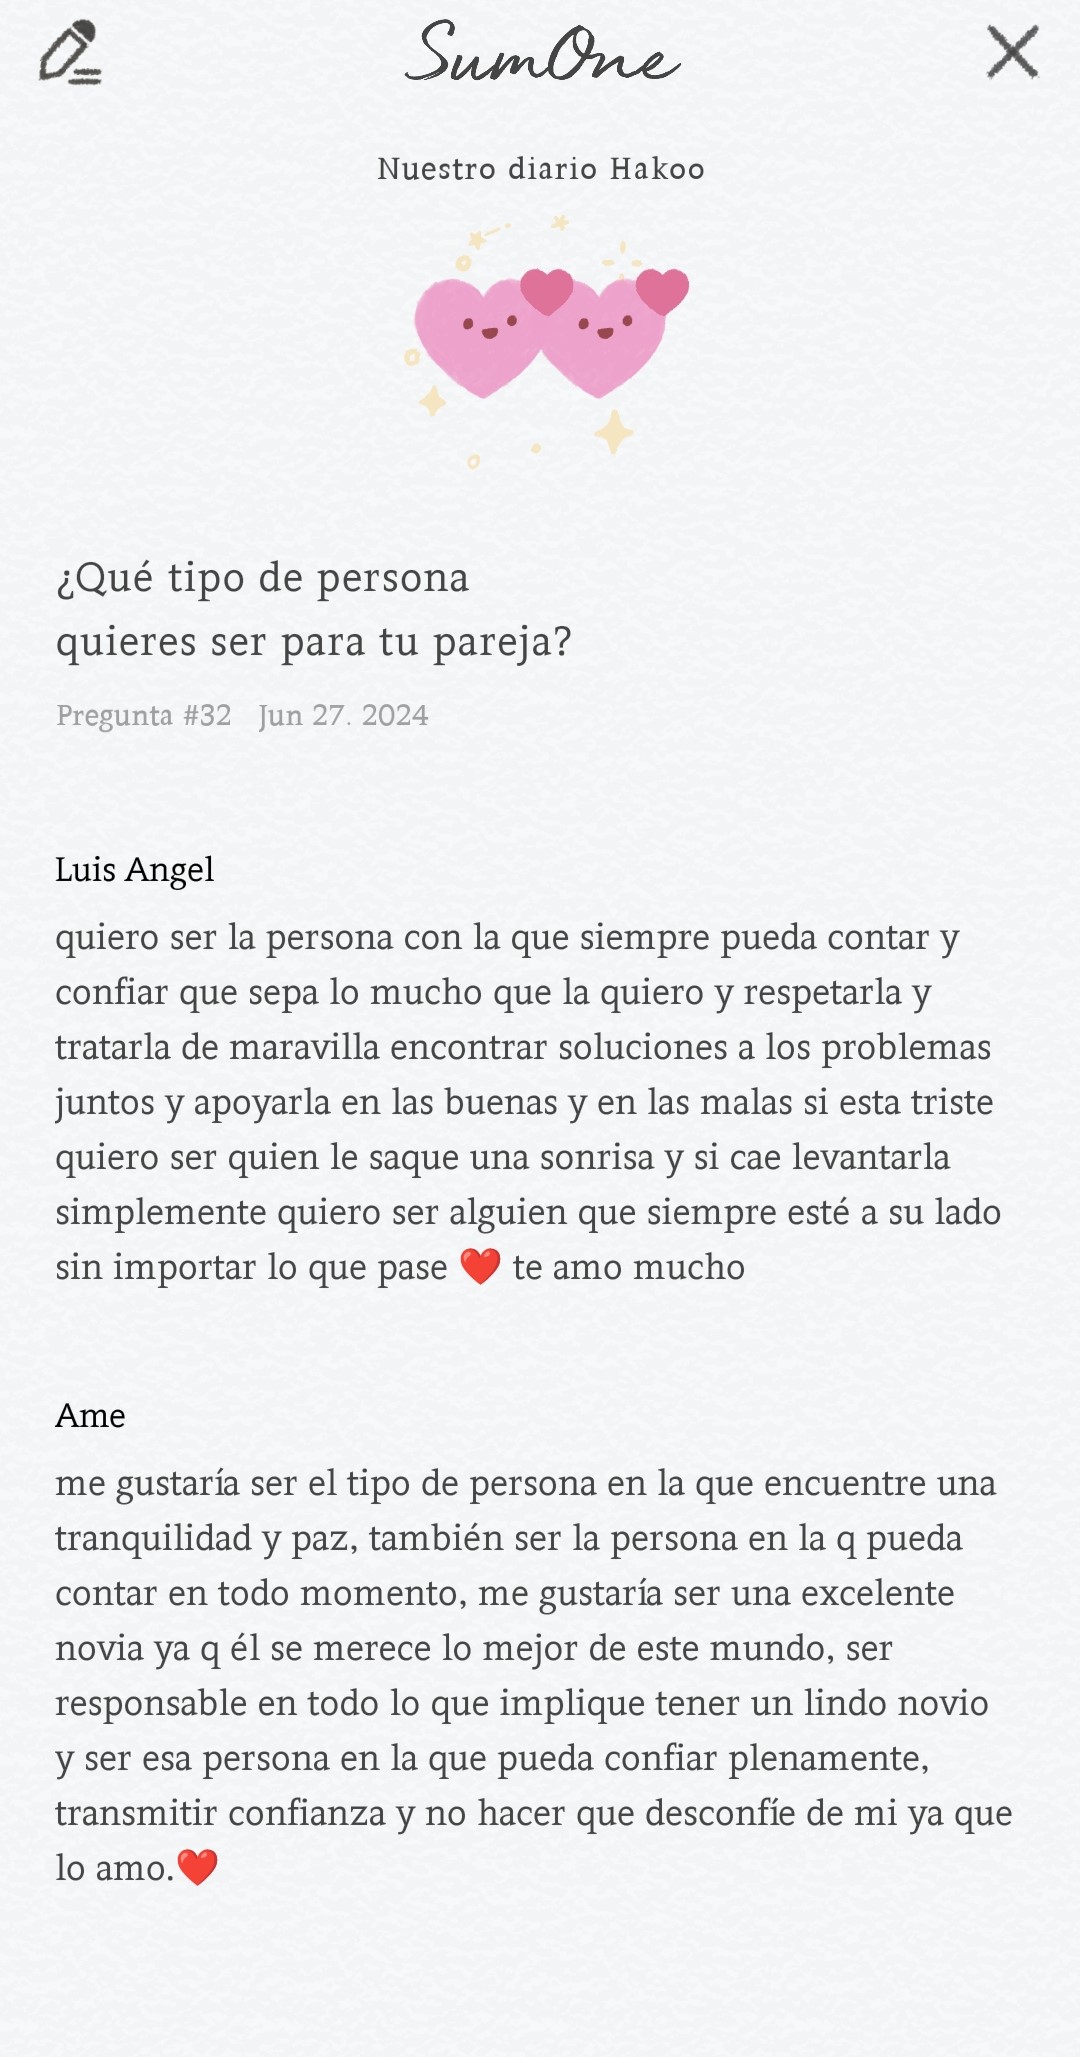 SumOne
Nuestro diario Hakoo
¿Qué tipo de persona
quieres ser para tu pareja?
Pregunta #32 Jun 27. 2024
Luis Angel
quiero ser la persona con la que siempre pueda contar y
confiar que sepa lo mucho que la quiero y respetarla y
tratarla de maravilla encontrar soluciones a los problemas
juntos y apoyarla en las buenas y en las malas si esta triste
quiero ser quien le saque una sonrisa y si cae levantarla
simplemente quiero ser alguien que siempre esté a su lado
sin importar lo que pase ❤️ te amo mucho
Ame
me gustaría ser el tipo de persona en la que encuentre una
tranquilidad y paz, también ser la persona en la q pueda
contar en todo momento, me gustaría ser una excelente
novia ya q él se merece lo mejor de este mundo, ser
responsable en todo lo que implique tener un lindo novio
y ser esa persona en la que pueda confiar plenamente,
transmitir confianza y no hacer que desconfíe de mi ya que
lo amo.❤️